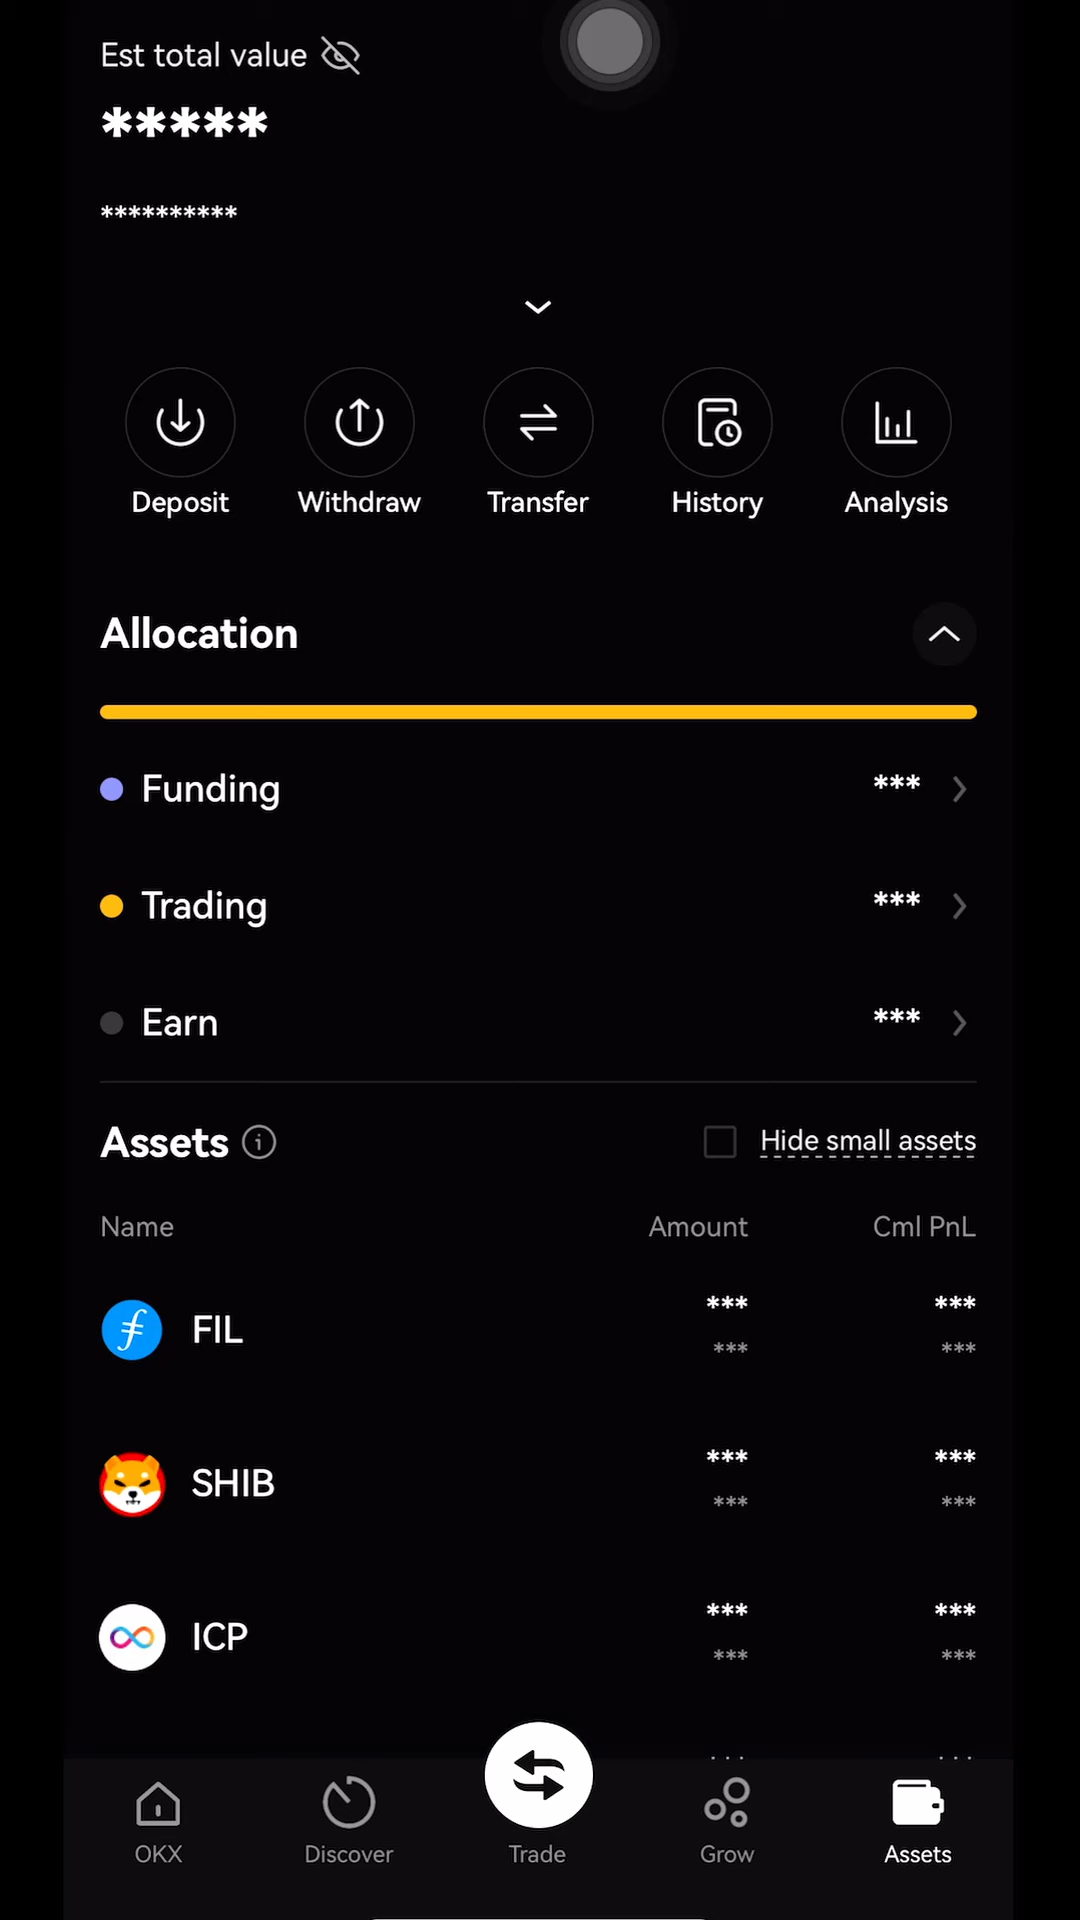 Est total value
*****
**********
Deposit Withdraw Transfer History Analysis
Allocation
Funding ***
Trading ***
Earn ***
Assets Hide small assets
Name Amount Cml PnL
FIL *** ***
*** ***
SHIB *** ***
*** ***
ICP *** ***
*** ***
OKX Discover Trade Grow Assets